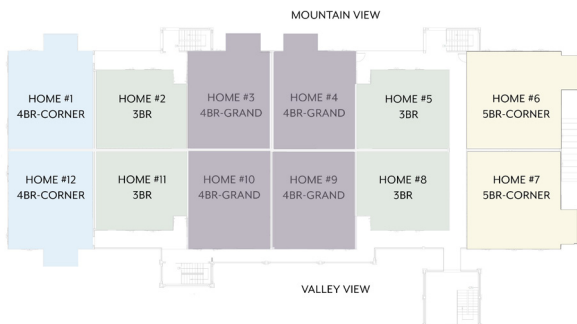 MOUNTAIN VIEW
HOME #1
4BR-CORNER
HOME #2
3BR
HOME #3
4BR-GRAND
HOME #4
4BR-GRAND
HOME #5
3BR
HOME #6
5BR-CORNER
HOME #12
4BR-CORNER
HOME #11
3BR
HOME #10
4BR-GRAND
HOME #9
4BR-GRAND
HOME #8
3BR
HOME #7
5BR-CORNER
VALLEY VIEW